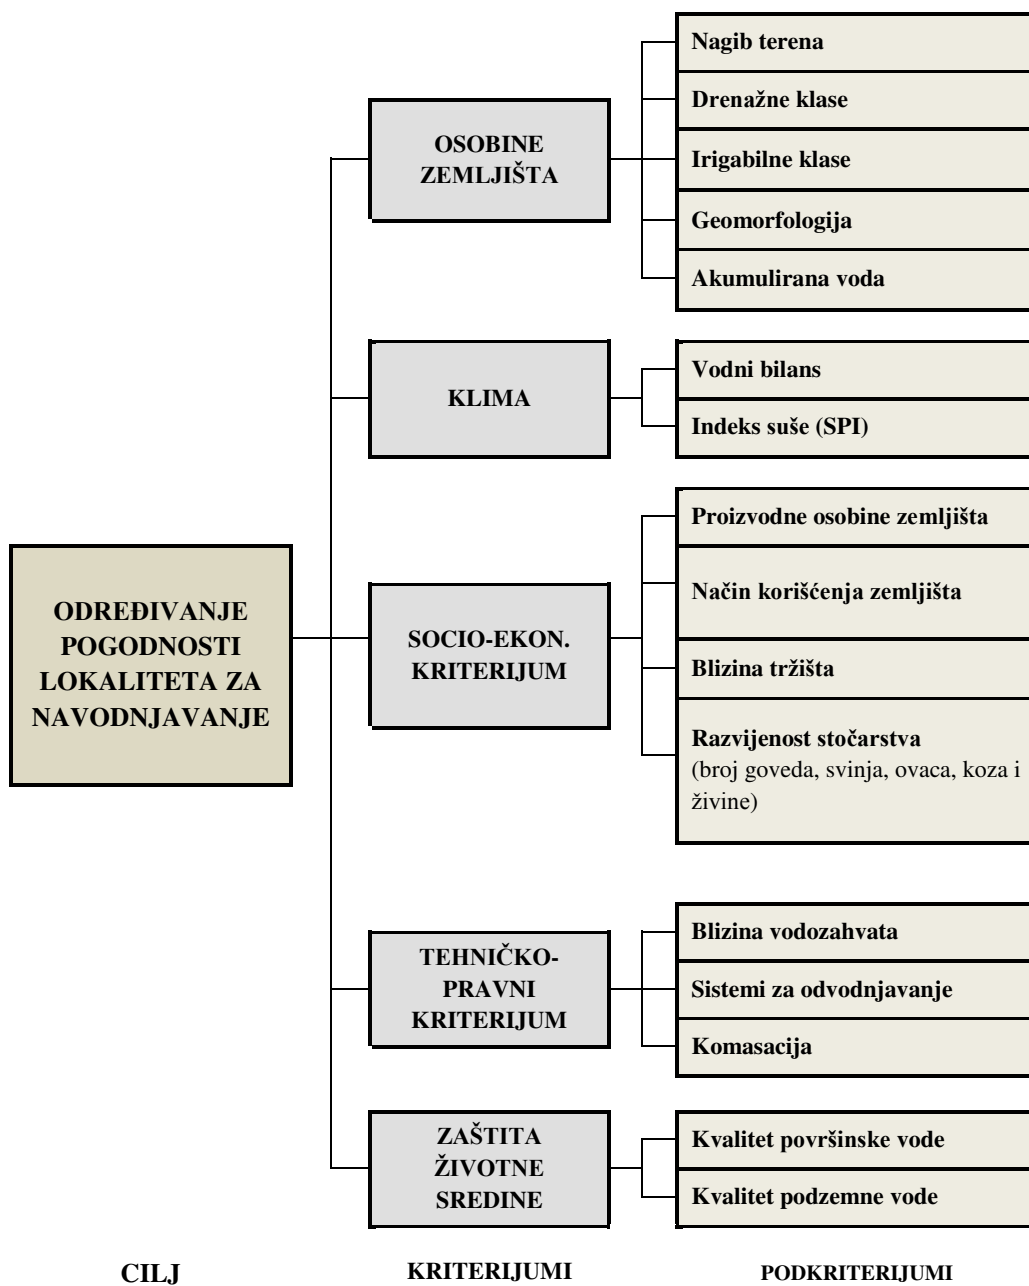 ODREĐIVANJE
POGODNOSTI
LOKALITETA ZA
NAVODNJAVANJE
OSOBINE
ZEMLJIŠTA
Nagib terena
Drenažne klase
Irigabilne klase
Geomorfologija
Akumulirana voda
KLIMA
Vodni bilans
Indeks suše (SPI)
SOCIO-EKON.
KRITERIJUM
Proizvodne osobine zemljišta
Način korišćenja zemljišta
Blizina tržišta
Razvijenost stočarstva
(broj goveda, svinja, ovaca, koza i
živine)
TEHNIČKO-
PRAVNI
KRITERIJUM
Blizina vodozahvata
Sistemi za odvodnjavanje
Komasacija
ZAŠTITA
ŽIVOTNE
SREDINE
Kvalitet površinske vode
Kvalitet podzemne vode
CILJ
KRITERIJUMI
PODKRITERIJUMI